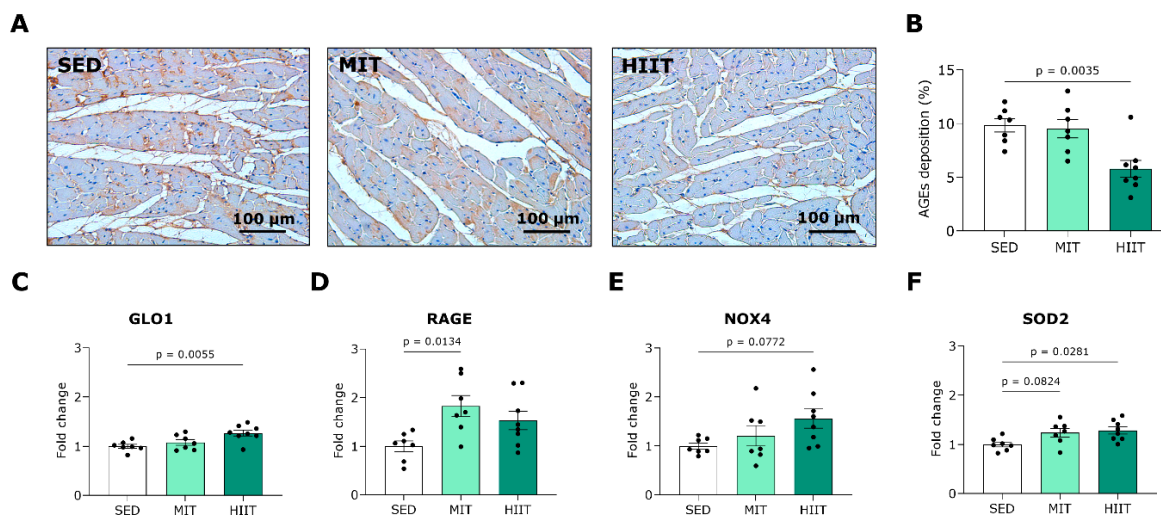 A
SED
100 µm
MIT
100 µm
HIIT
100 µm
B
p = 0.0035
AGEs deposition (%)
15
10
5
0
SED MIT HIIT
C
GLO1
p = 0.0055
Fold change
3
2
1
0
SED MIT HIIT
D
RAGE
p = 0.0134
Fold change
3
2
1
0
SED MIT HIIT
E
NOX4
p = 0.0772
Fold change
3
2
1
0
SED MIT HIIT
F
SOD2
p = 0.0281
p = 0.0824
Fold change
3
2
1
0
SED MIT HIIT